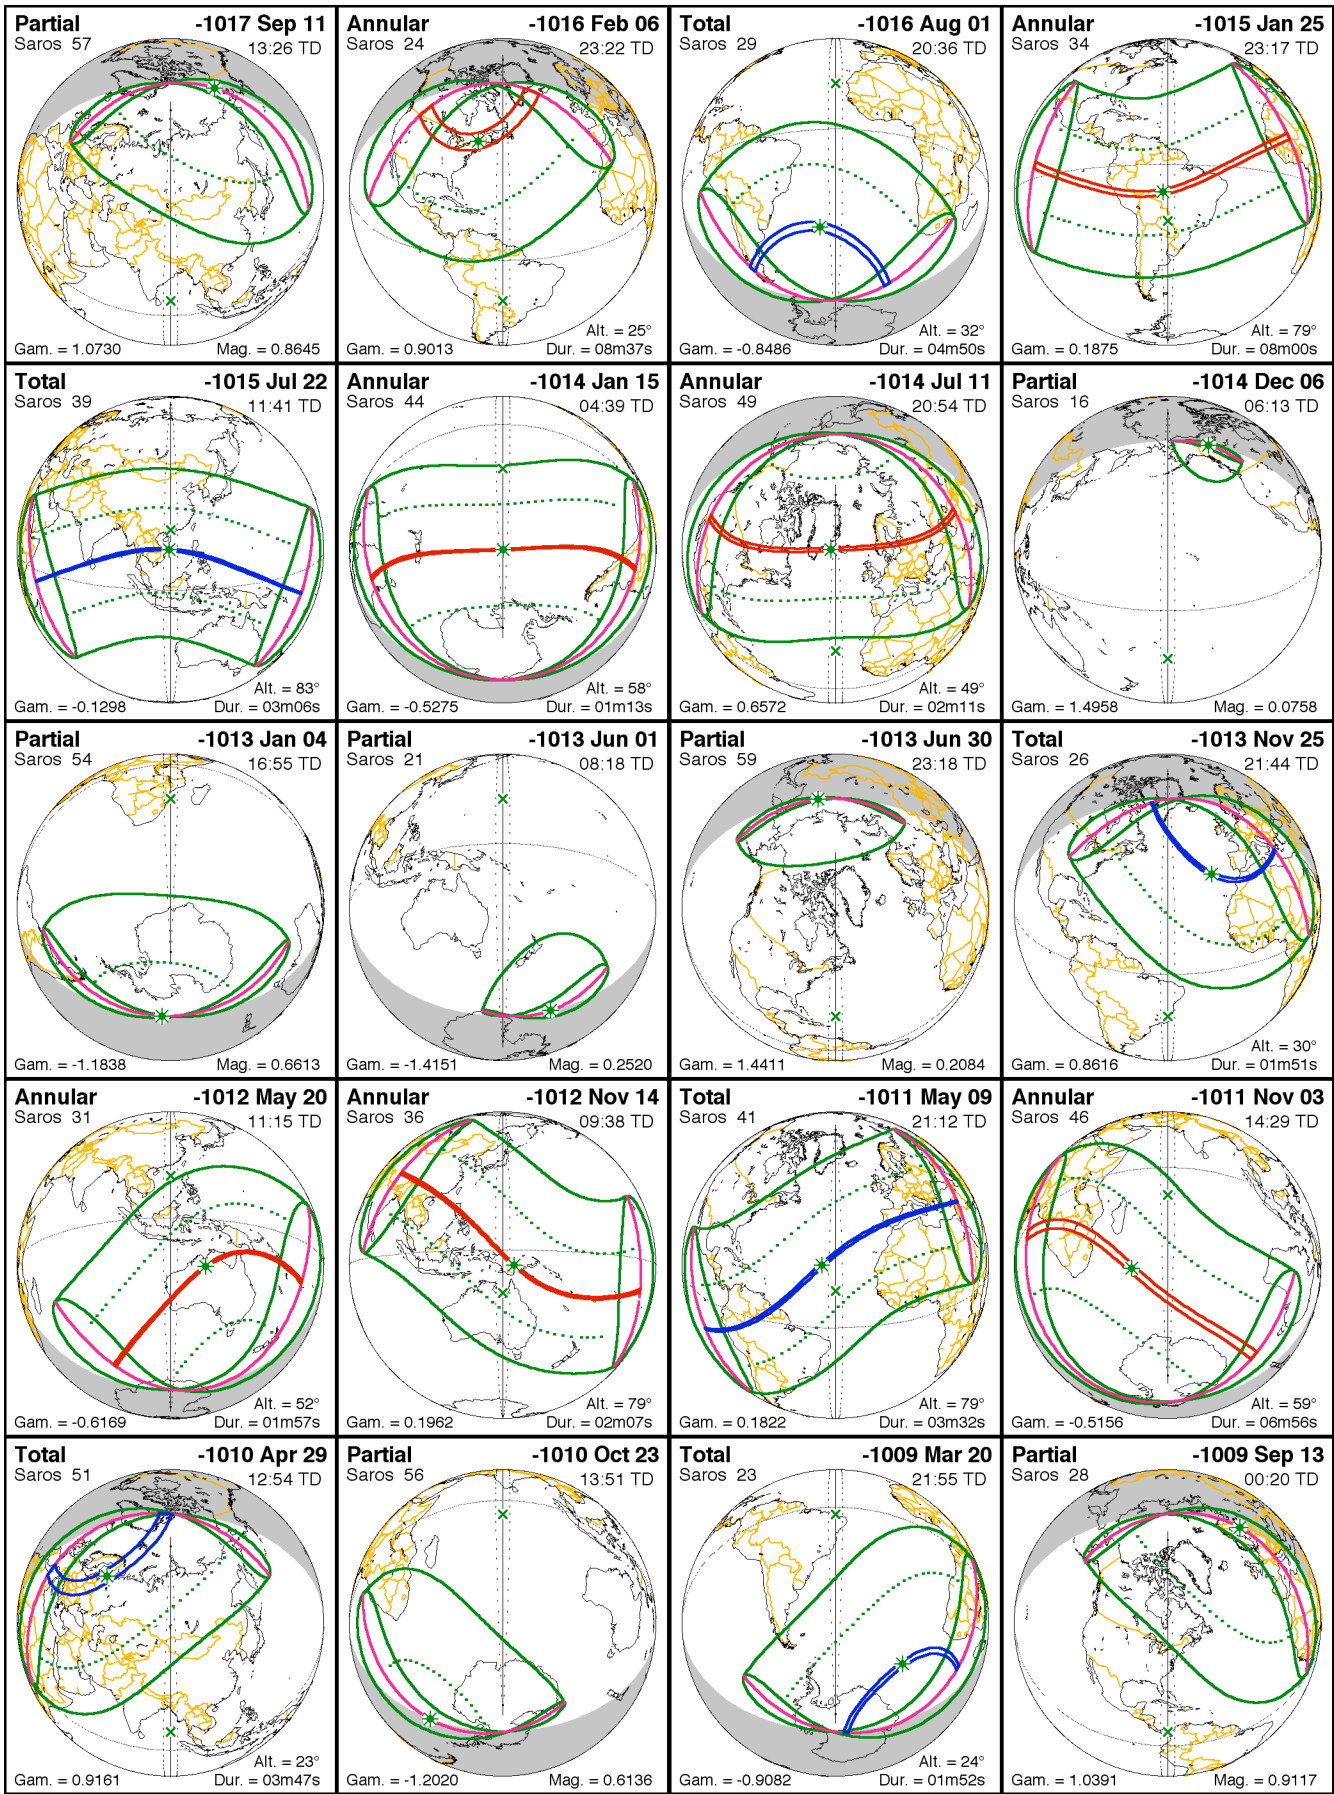 Partial -1017 Sep 11
Saros 57 13:26 TD
Gam. = 1.0730 Mag. = 0.8645
Annular -1016 Feb 06
Saros 24 23:22 TD
Alt. = 25°
Gam. = 0.9013 Dur. = 08m37s
Total -1016 Aug 01
Saros 29 20:36 TD
Alt. = 32°
Gam. = -0.8486 Dur. = 04m50s
Annular -1015 Jan 25
Saros 34 23:17 TD
Alt. = 79°
Gam. = 0.1875 Dur. = 08m00s
Total -1015 Jul 22
Saros 39 11:41 TD
Alt. = 83°
Gam. = -0.1298 Dur. = 03m06s
Annular -1014 Jan 15
Saros 44 04:39 TD
Alt. = 58°
Gam. = -0.5275 Dur. = 01m13s
Annular -1014 Jul 11
Saros 49 20:54 TD
Alt. = 49°
Gam. = 0.6572 Dur. = 02m11s
Partial -1014 Dec 06
Saros 16 06:13 TD
Gam. = 1.4958 Mag. = 0.0758
Partial -1013 Jan 04
Saros 54 16:55 TD
Gam. = -1.1838 Mag. = 0.6613
Partial -1013 Jun 01
Saros 21 08:18 TD
Gam. = -1.4151 Mag. = 0.2520
Partial -1013 Jun 30
Saros 59 23:18 TD
Gam. = 1.4411 Mag. = 0.2084
Total -1013 Nov 25
Saros 26 21:44 TD
Alt. = 30°
Gam. = 0.8616 Dur. = 01m51s
Annular -1012 May 20
Saros 31 11:15 TD
Alt. = 52°
Gam. = -0.6169 Dur. = 01m57s
Annular -1012 Nov 14
Saros 36 09:38 TD
Alt. = 79°
Gam. = 0.1962 Dur. = 02m07s
Total -1011 May 09
Saros 41 21:12 TD
Alt. = 79°
Gam. = 0.1822 Dur. = 03m32s
Annular -1011 Nov 03
Saros 46 14:29 TD
Alt. = 59°
Gam. = -0.5156 Dur. = 06m56s
Total -1010 Apr 29
Saros 51 12:54 TD
Alt. = 23°
Gam. = 0.9161 Dur. = 03m47s
Partial -1010 Oct 23
Saros 56 13:51 TD
Gam. = -1.2020 Mag. = 0.6136
Total -1009 Mar 20
Saros 23 21:55 TD
Alt. = 24°
Gam. = -0.9082 Dur. = 01m52s
Partial -1009 Sep 13
Saros 28 00:20 TD
Gam. = 1.0391 Mag. = 0.9117